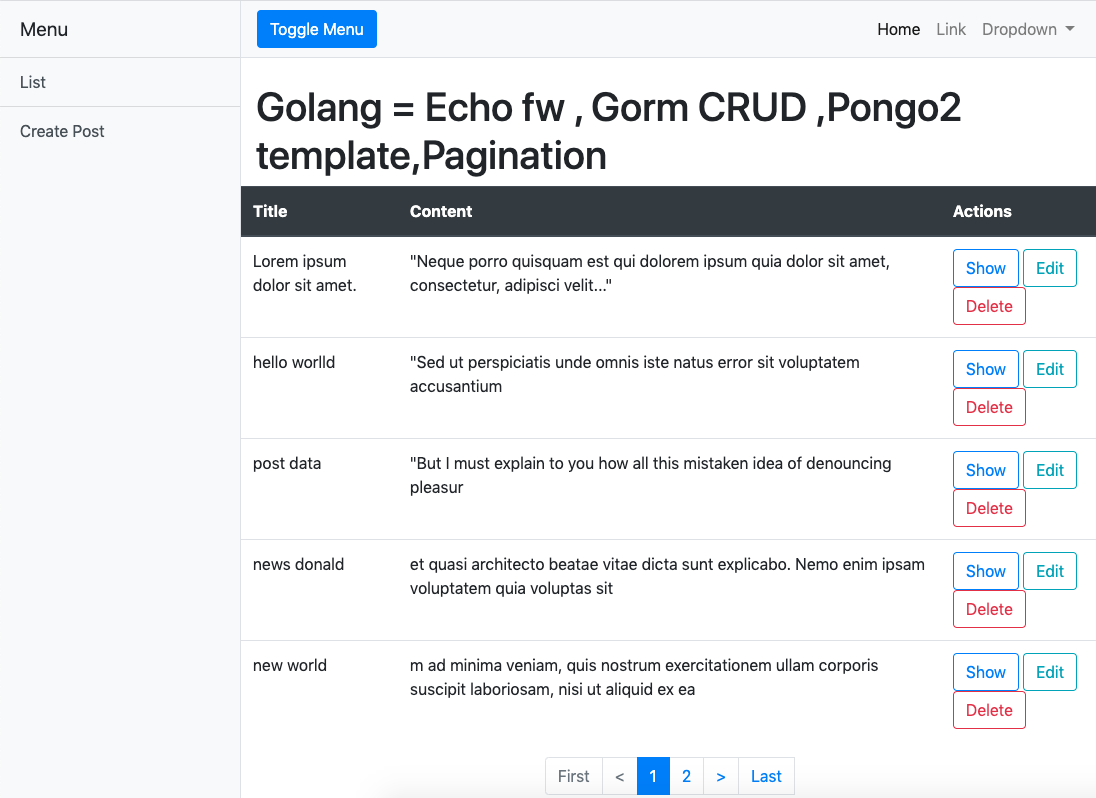 Menu
Toggle Menu
Home Link Dropdown
List
Create Post
Golang = Echo fw , Gorm CRUD ,Pongo2
template,Pagination
Title Content Actions
Lorem ipsum
dolor sit amet.
"Neque porro quisquam est qui dolorem ipsum quia dolor sit amet,
consectetur, adipisci velit..."
Show Edit
Delete
hello worlld
"Sed ut perspiciatis unde omnis iste natus error sit voluptatem
accusantium
Show Edit
Delete
post data
"But I must explain to you how all this mistaken idea of denouncing
pleasur
Show Edit
Delete
news donald
et quasi architecto beatae vitae dicta sunt explicabo. Nemo enim ipsam
voluptatem quia voluptas sit
Show Edit
Delete
new world
m ad minima veniam, quis nostrum exercitationem ullam corporis
suscipit laboriosam, nisi ut aliquid ex ea
Show Edit
Delete
First < 1 2 > Last